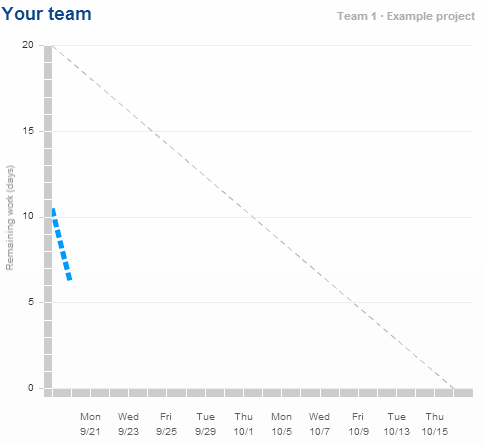 Your team
Team 1 · Example project
20
15
10
5
0
Remaining work (days)
Mon Wed Fri Tue Thu Mon Wed Fri Tue Thu
9/21 9/23 9/25 9/29 10/1 10/5 10/7 10/9 10/13 10/15